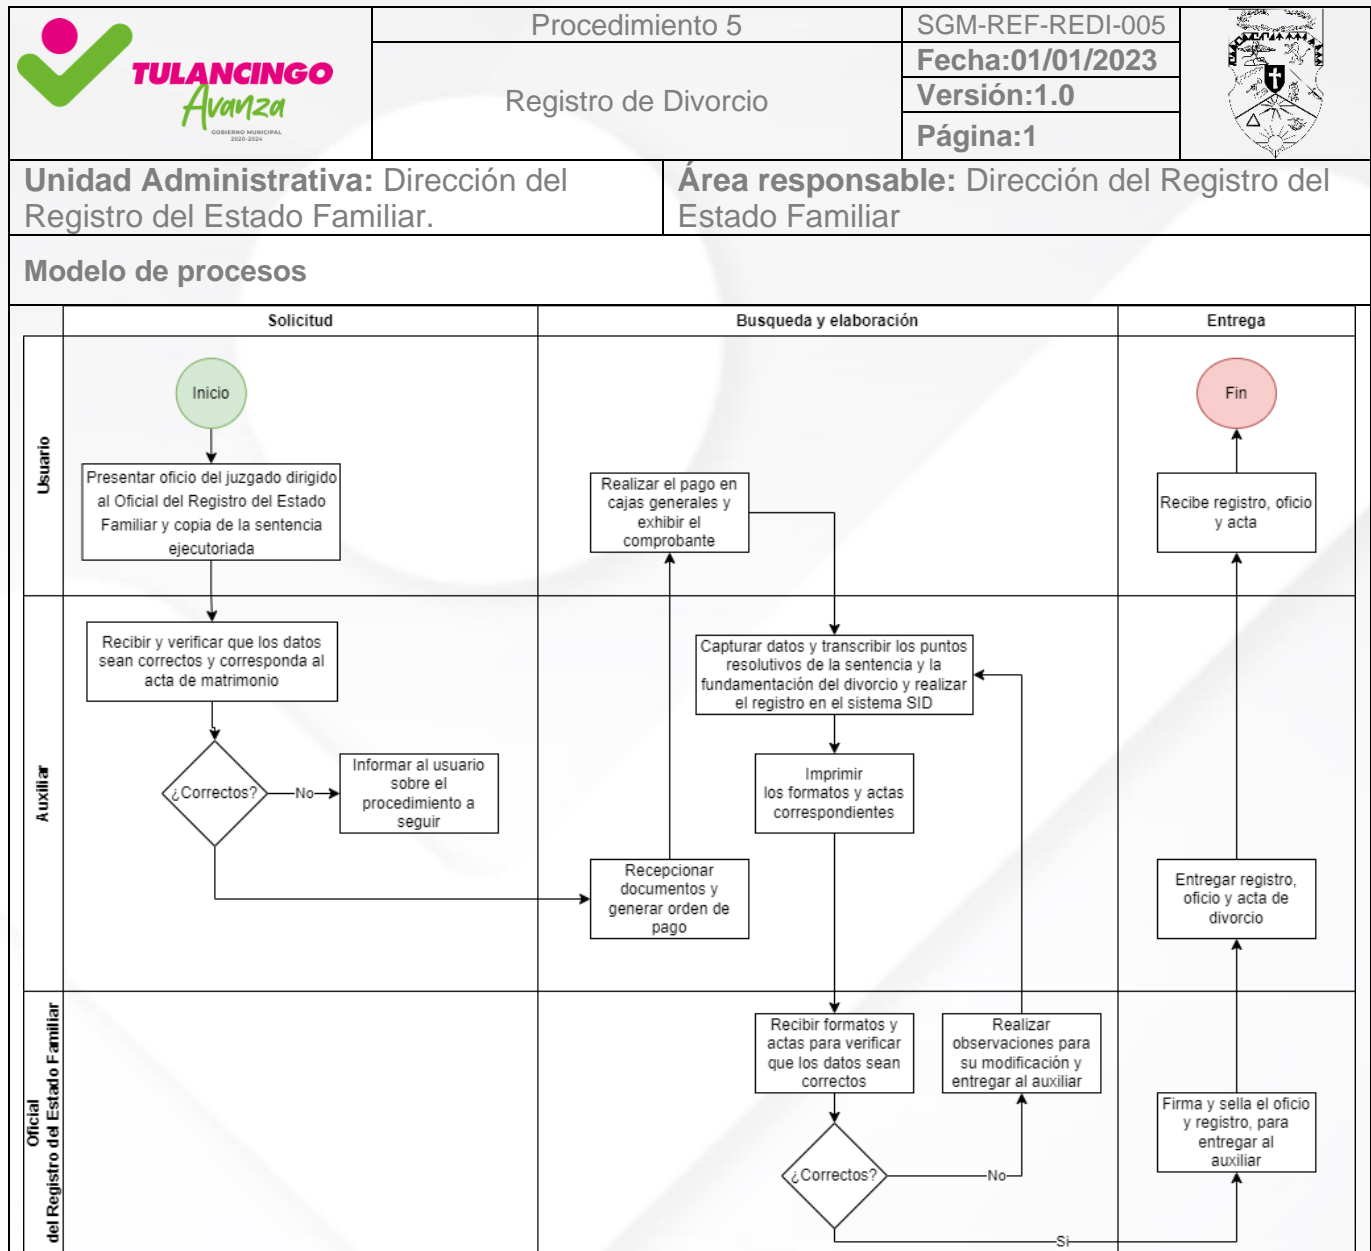 TULANCINGO
Avanza
GOBIERNO MUNICIPAL
2020-2024
Procedimiento 5
Registro de Divorcio
SGM-REF-REDI-005
Fecha:01/01/2023
Versión:1.0
Página:1
Unidad Administrativa: Dirección del
Registro del Estado Familiar.
Área responsable: Dirección del Registro del
Estado Familiar
Modelo de procesos
Solicitud
Busqueda y elaboración
Entrega
Usuario
Inicio
Presentar oficio del juzgado dirigido
al Oficial del Registro del Estado
Familiar y copia de la sentencia
ejecutoriada
Realizar el pago en
cajas generales y
exhibir el
comprobante
Fin
Recibe registro, oficio
y acta
Auxiliar
Recibir y verificar que los datos
sean correctos y corresponda al
acta de matrimonio
¿Correctos?
No
Informar al usuario
sobre el
procedimiento a
seguir
Recepcionar
documentos y
generar orden de
pago
Capturar datos y transcribir los puntos
resolutivos de la sentencia y la
fundamentación del divorcio y realizar
el registro en el sistema SID
Imprimir
los formatos y actas
correspondientes
Entregar registro,
oficio y acta de
divorcio
Oficial
del Registro del Estado Familiar
Recibir formatos y
actas para verificar
que los datos sean
correctos
¿Correctos?
No
Realizar
observaciones para
su modificación y
entregar al auxiliar
Si
Firma y sella el oficio
y registro, para
entregar al
auxiliar